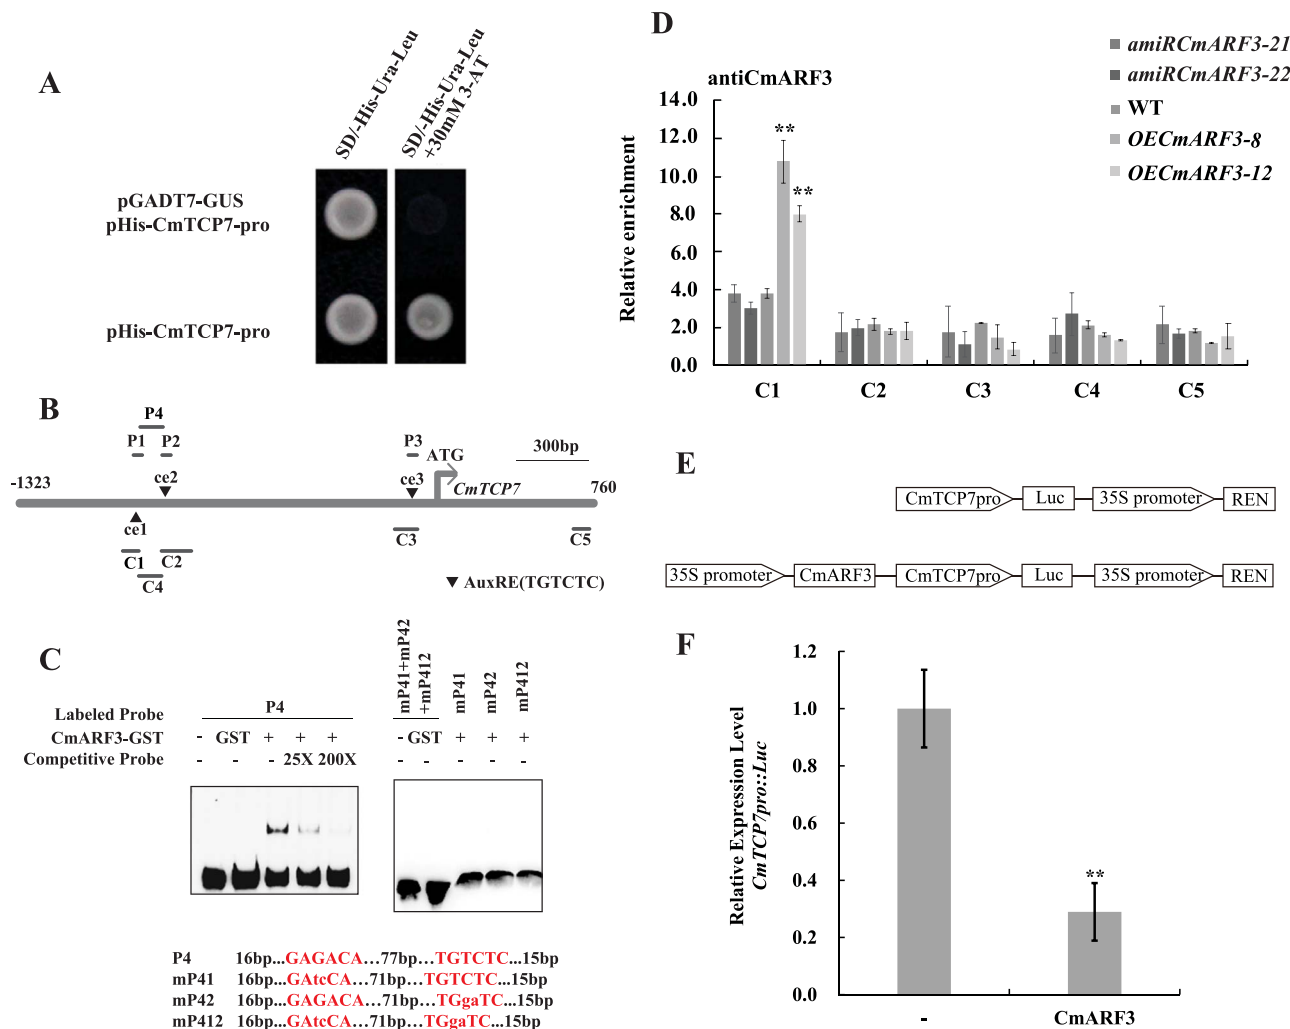 A
SD/-His-Ura-Leu
SD/-His-Ura-Leu
+30mM 3-AT
pGADT7-GUS
pHis-CmTCP7-pro
pHis-CmTCP7-pro
B
P4
P1 P2 P3
ATG
300bp
-1323
ce2
ce3
CmTCP7
760
ce1
C1 C2 C3 C5
C4
AuxRE(TGTCTC)
C
mP41+mP42
+mP412
mP41
mP42
mP412
Labeled Probe P4
CmARF3-GST - GST + + + - GST + + +
Competitive Probe - - - 25X 200X - - - - -
P4 16bp...GAGACA...77bp...TGTCTC...15bp
mP41 16bp...GAtcCA...71bp...TGTCTC...15bp
mP42 16bp...GAGACA...71bp...TGgaTC...15bp
mP412 16bp...GAtcCA...71bp...TGgaTC...15bp
D
antiCmARF3
amiRCmARF3-21
amiRCmARF3-22
WT
OECmARF3-8
OECmARF3-12
Relative enrichment
14.0
12.0
10.0
8.0
6.0
4.0
2.0
0.0
**
**
C1 C2 C3 C4 C5
E
CmTCP7pro Luc 35S promoter REN
35S promoter CmARF3 CmTCP7pro Luc 35S promoter REN
F
Relative Expression Level
CmTCP7pro::Luc
1.2
1.0
0.8
0.6
0.4
0.2
0.0
**
- CmARF3